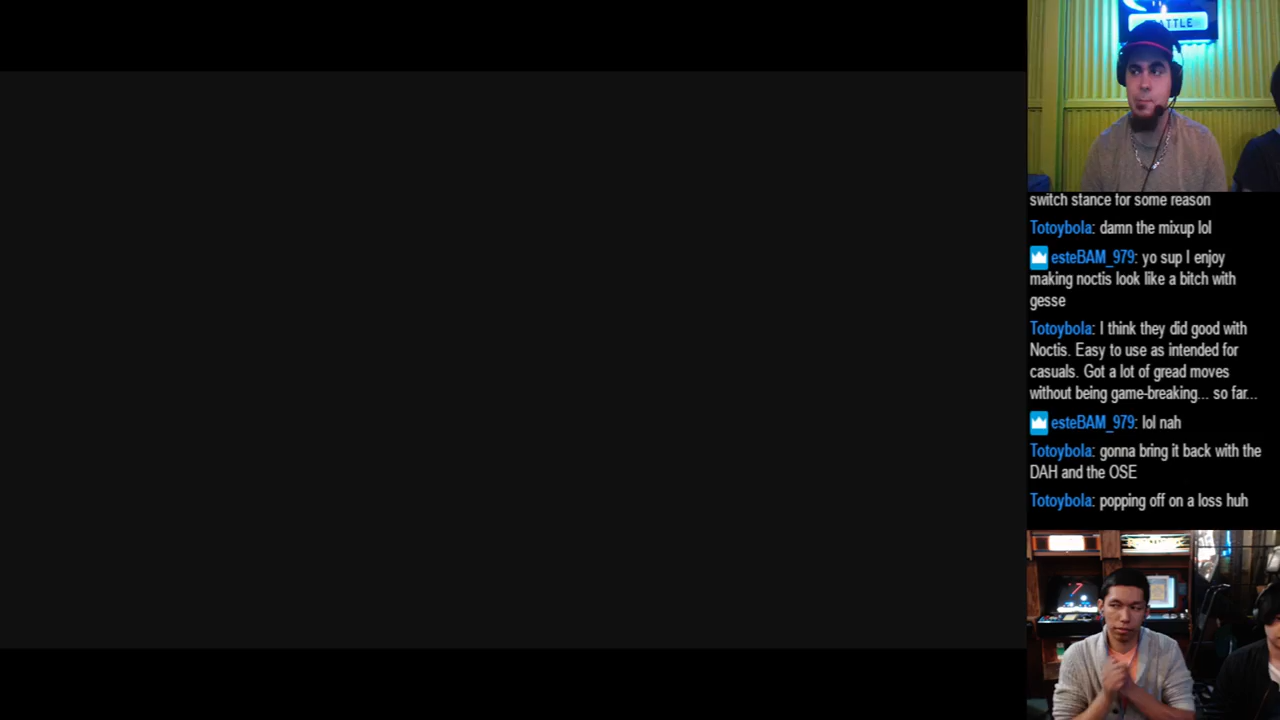 switch stance for some reason
Totoybola: damn the mixup lol
esteBAM_979: yo sup I enjoy
making noctis look like a bitch with
gesse
Totoybola: I think they did good with
Noctis. Easy to use as intended for
casuals. Got a lot of gread moves
without being game-breaking... so far...
esteBAM_979: lol nah
Totoybola: gonna bring it back with the
DAH and the OSE
Totoybola: popping off on a loss huh